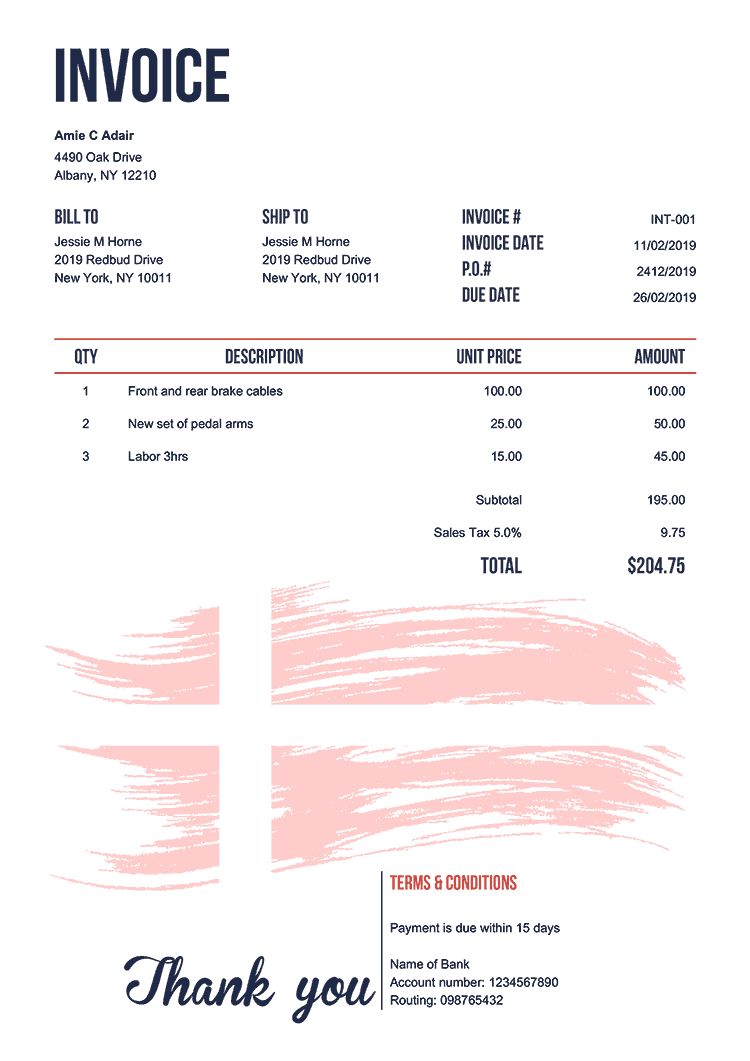 INVOICE
Amie C Adair
4490 Oak Drive
Albany, NY 12210
BILL TO
Jessie M Horne
2019 Redbud Drive
New York, NY 10011
SHIP TO
Jessie M Horne
2019 Redbud Drive
New York, NY 10011
INVOICE # INT-001
INVOICE DATE 11/02/2019
P.O.# 2412/2019
DUE DATE 26/02/2019
QTY DESCRIPTION UNIT PRICE AMOUNT
1 Front and rear brake cables 100.00 100.00
2 New set of pedal arms 25.00 50.00
3 Labor 3hrs 15.00 45.00
Subtotal 195.00
Sales Tax 5.0% 9.75
TOTAL $204.75
Thank you
TERMS & CONDITIONS
Payment is due within 15 days
Name of Bank
Account number: 1234567890
Routing: 098765432